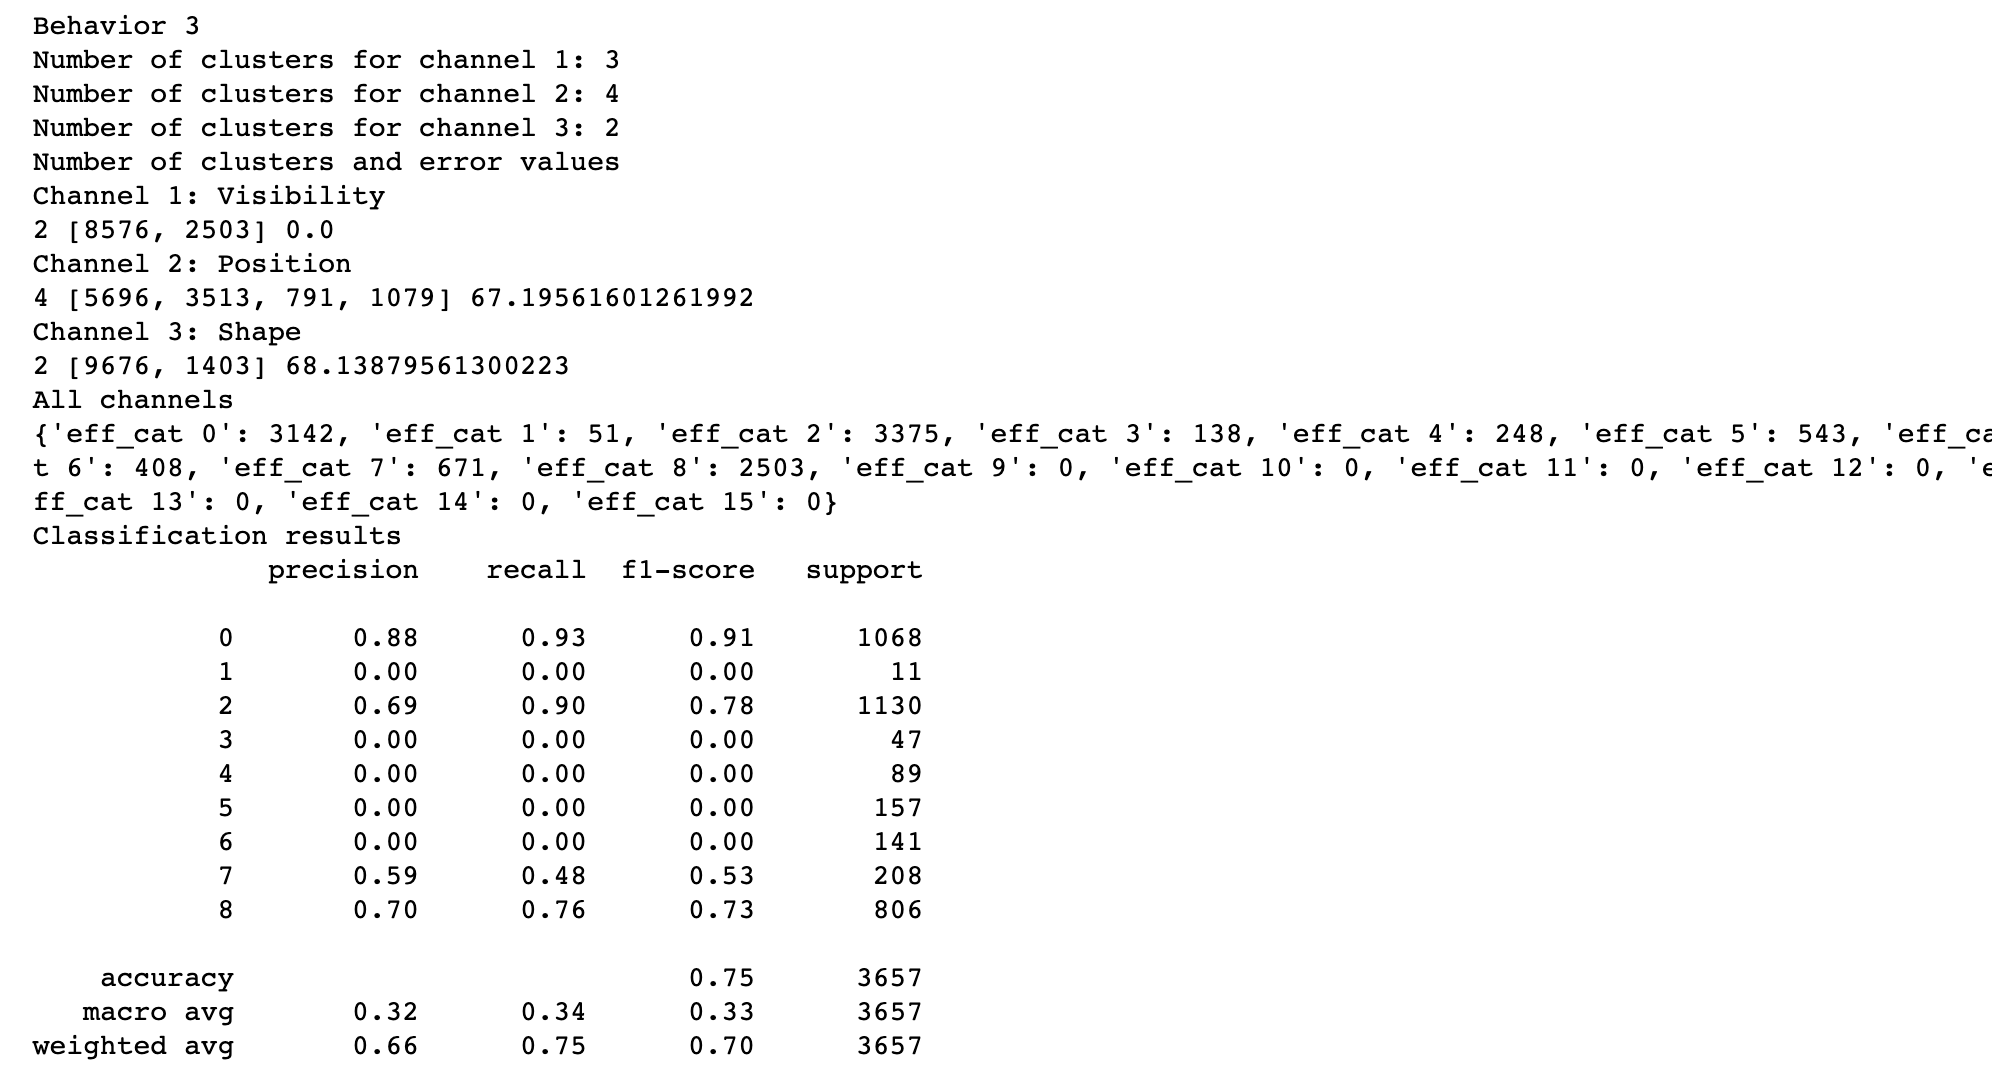 Behavior 3
Number of clusters for channel 1: 3
Number of clusters for channel 2: 4
Number of clusters for channel 3: 2
Number of clusters and error values
Channel 1: Visibility
2 [8576, 2503] 0.0
Channel 2: Position
4 [5696, 3513, 791, 1079] 67.19561601261992
Channel 3: Shape
2 [9676, 1403] 68.13879561300223
All channels
{'eff_cat 0': 3142, 'eff_cat 1': 51, 'eff_cat 2': 3375, 'eff_cat 3': 138, 'eff_cat 4': 248, 'eff_cat 5': 543, 'eff_ca
t 6': 408, 'eff_cat 7': 671, 'eff_cat 8': 2503, 'eff_cat 9': 0, 'eff_cat 10': 0, 'eff_cat 11': 0, 'eff_cat 12': 0, 'e
ff_cat 13': 0, 'eff_cat 14': 0, 'eff_cat 15': 0}
Classification results
precision recall f1-score support
0 0.88 0.93 0.91 1068
1 0.00 0.00 0.00 11
2 0.69 0.90 0.78 1130
3 0.00 0.00 0.00 47
4 0.00 0.00 0.00 89
5 0.00 0.00 0.00 157
6 0.00 0.00 0.00 141
7 0.59 0.48 0.53 208
8 0.70 0.76 0.73 806
accuracy 0.75 3657
macro avg 0.32 0.34 0.33 3657
weighted avg 0.66 0.75 0.70 3657